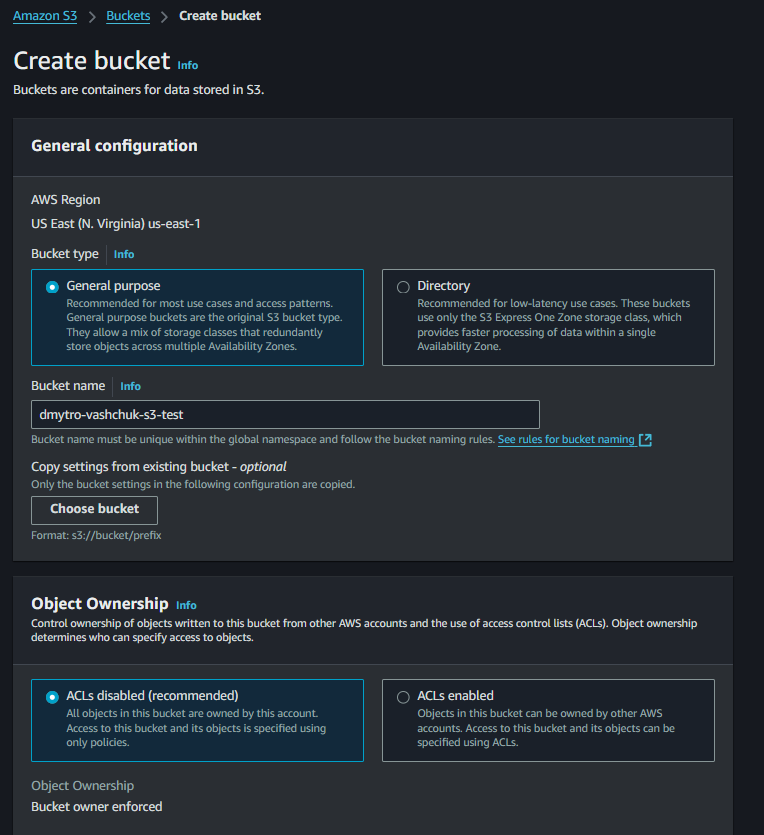 Amazon S3 > Buckets > Create bucket
Create bucket Info
Buckets are containers for data stored in S3.
General configuration
AWS Region
US East (N. Virginia) us-east-1
Bucket type Info
General purpose
Recommended for most use cases and access patterns.
General purpose buckets are the original S3 bucket type.
They allow a mix of storage classes that redundantly
store objects across multiple Availability Zones.
Directory
Recommended for low-latency use cases. These buckets
use only the S3 Express One Zone storage class, which
provides faster processing of data within a single
Availability Zone.
Bucket name Info
dmytro-vashchuk-s3-test
Bucket name must be unique within the global namespace and follow the bucket naming rules. See rules for bucket naming
Copy settings from existing bucket - optional
Only the bucket settings in the following configuration are copied.
Choose bucket
Format: s3://bucket/prefix
Object Ownership Info
Control ownership of objects written to this bucket from other AWS accounts and the use of access control lists (ACLs). Object ownership
determines who can specify access to objects.
ACLs disabled (recommended)
All objects in this bucket are owned by this account.
Access to this bucket and its objects is specified using
only policies.
ACLs enabled
Objects in this bucket can be owned by other AWS
accounts. Access to this bucket and its objects can be
specified using ACLs.
Object Ownership
Bucket owner enforced